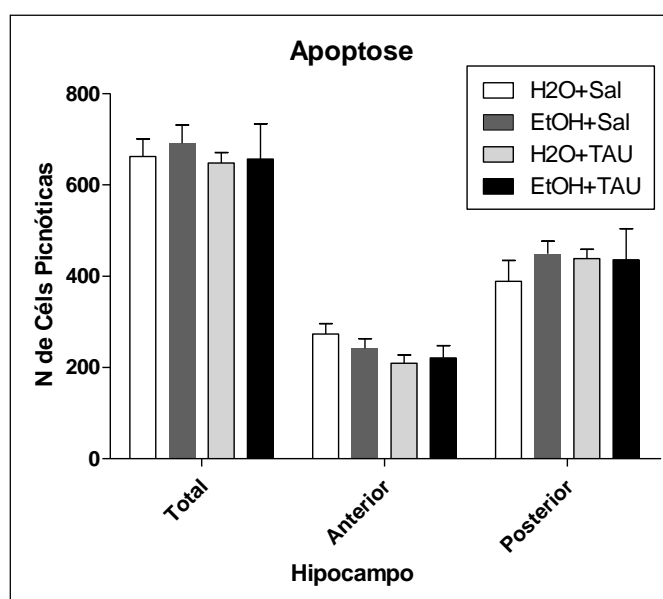 Apoptose
H2O+Sal
EtOH+Sal
H2O+TAU
EtOH+TAU
N de Céls Picnóticas
800
600
400
200
0
Total
Anterior
Posterior
Hipocampo